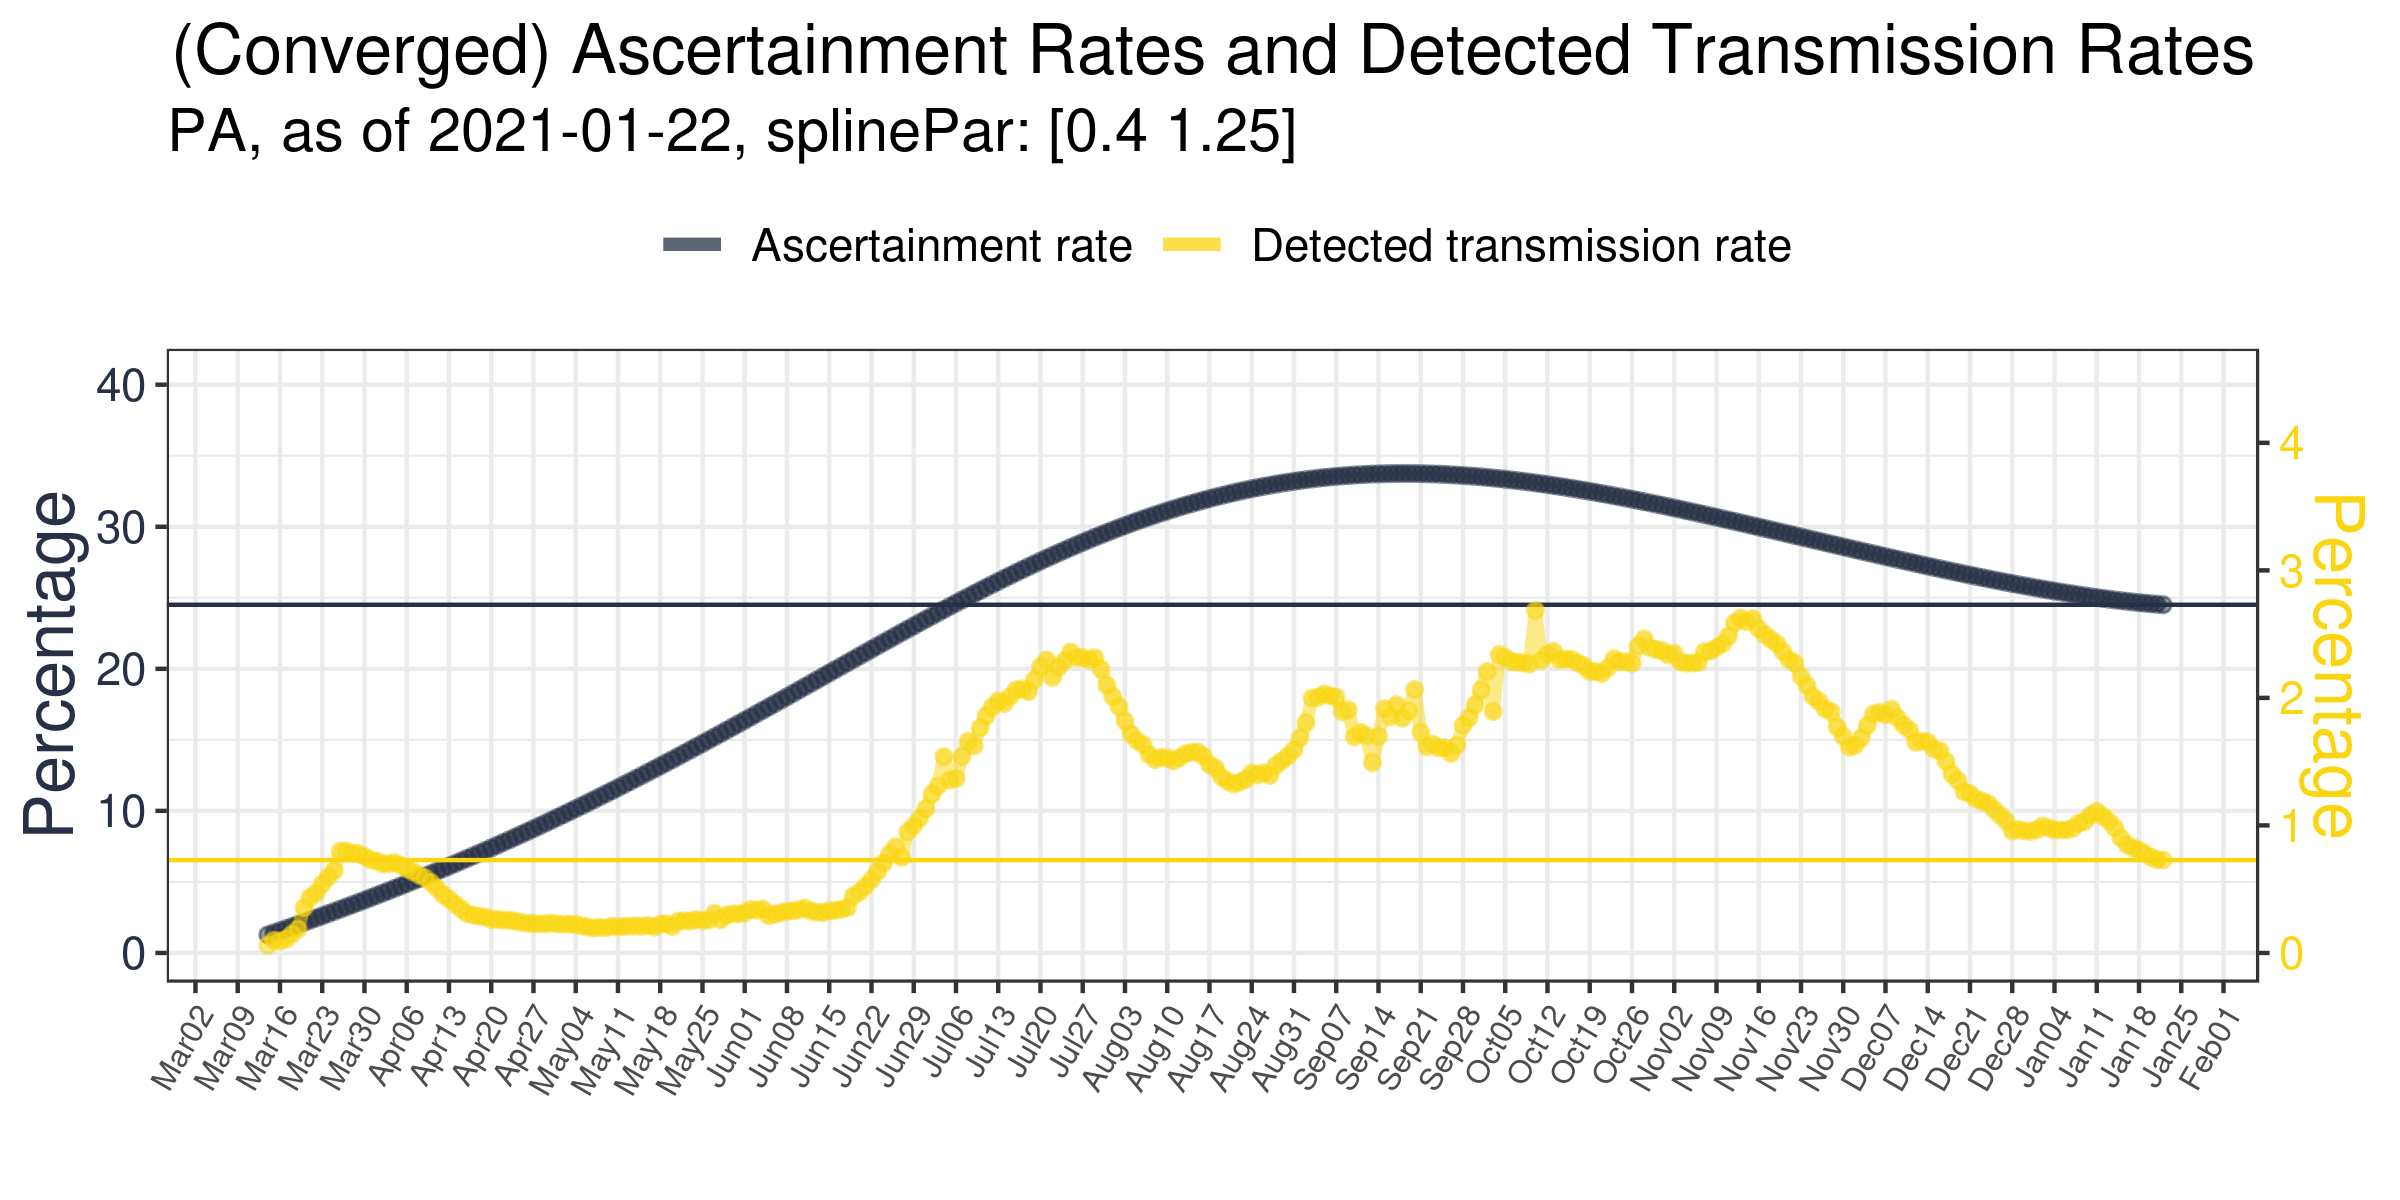 (Converged) Ascertainment Rates and Detected Transmission Rates
PA, as of 2021-01-22, splinePar: [0.4 1.25]
Ascertainment rate Detected transmission rate
Percentage
40
30
20
10
0
4
3
2
1
0
Percentage
Mar02 Mar09 Mar16 Mar23 Mar30 Apr06 Apr13 Apr20 Apr27 May04 May11 May18 May25 Jun01 Jun08 Jun15 Jun22 Jun29 Jul06 Jul13 Jul20 Jul27 Aug03 Aug10 Aug17 Aug24 Aug31 Sep07 Sep14 Sep21 Sep28 Oct05 Oct12 Oct19 Oct26 Nov02 Nov09 Nov16 Nov23 Nov30 Dec07 Dec14 Dec21 Dec28 Jan04 Jan11 Jan18 Jan25 Feb01